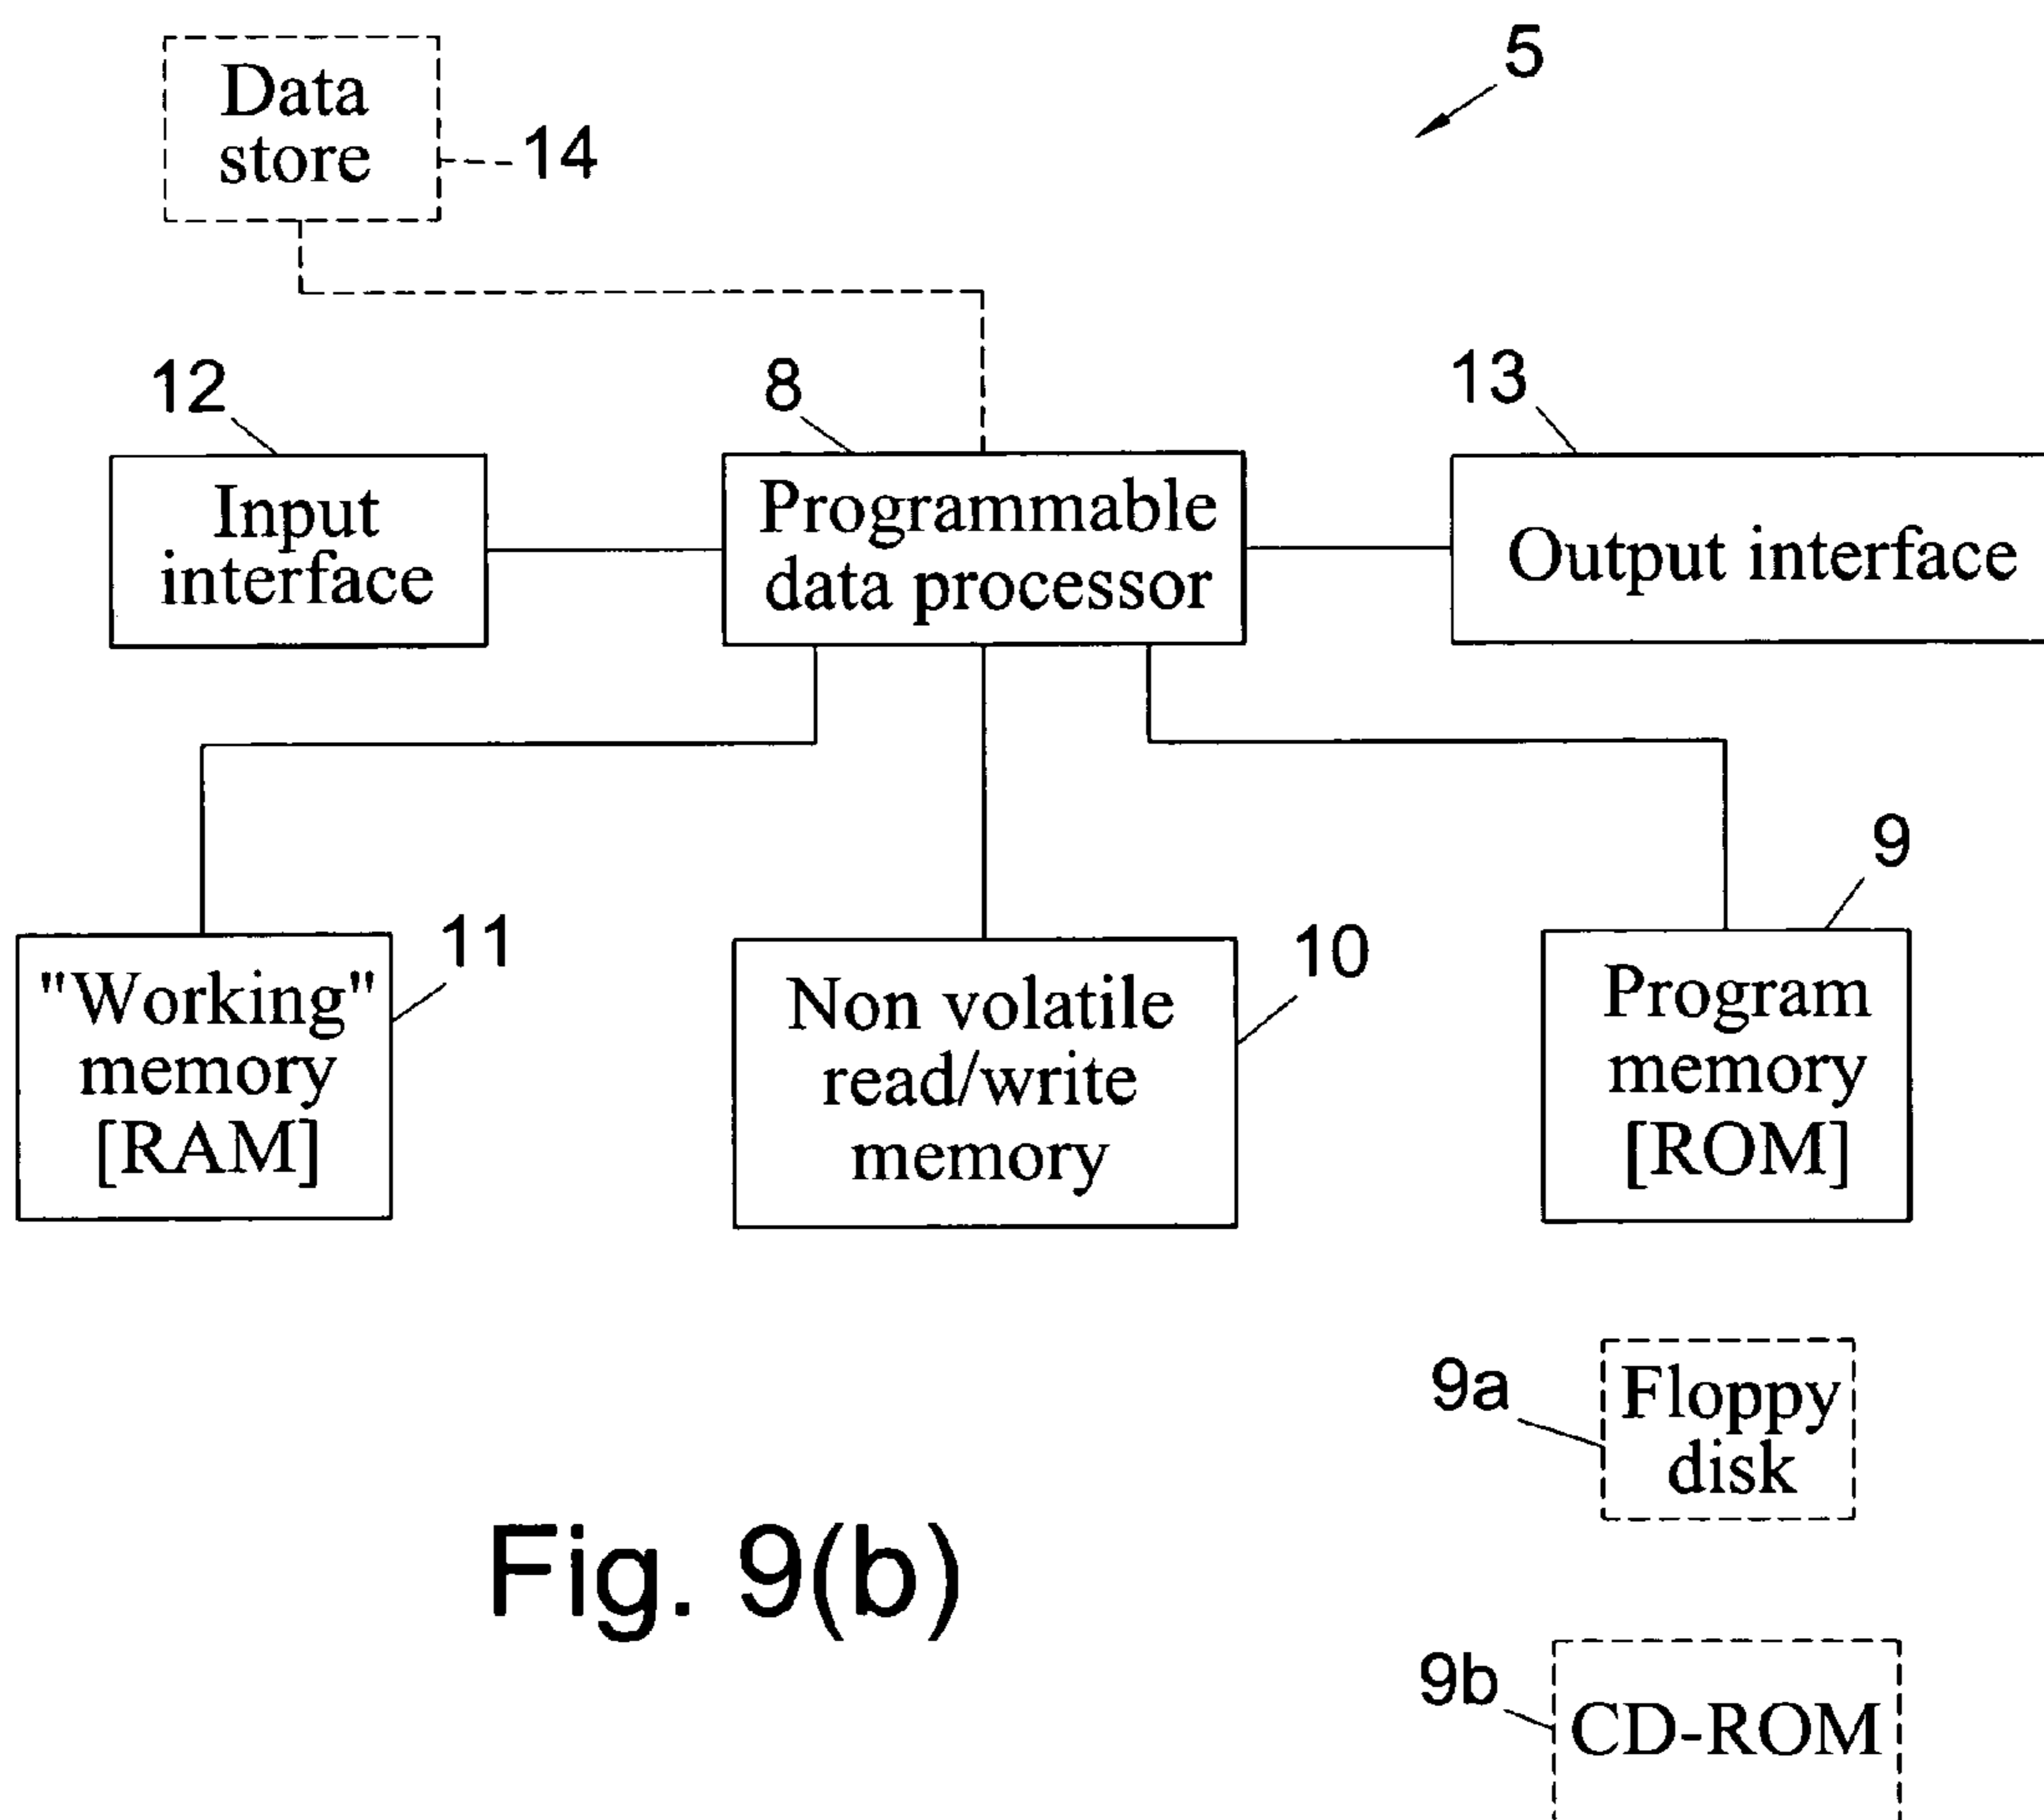 5
Data
store
14
12
8
13
Input
interface
Programmable
data processor
Output interface
9
11
10
"Working"
memory
[RAM]
Non volatile
read/write
memory
Program
memory
[ROM]
9a
Floppy
disk
Fig. 9(b)
9b
CD-ROM